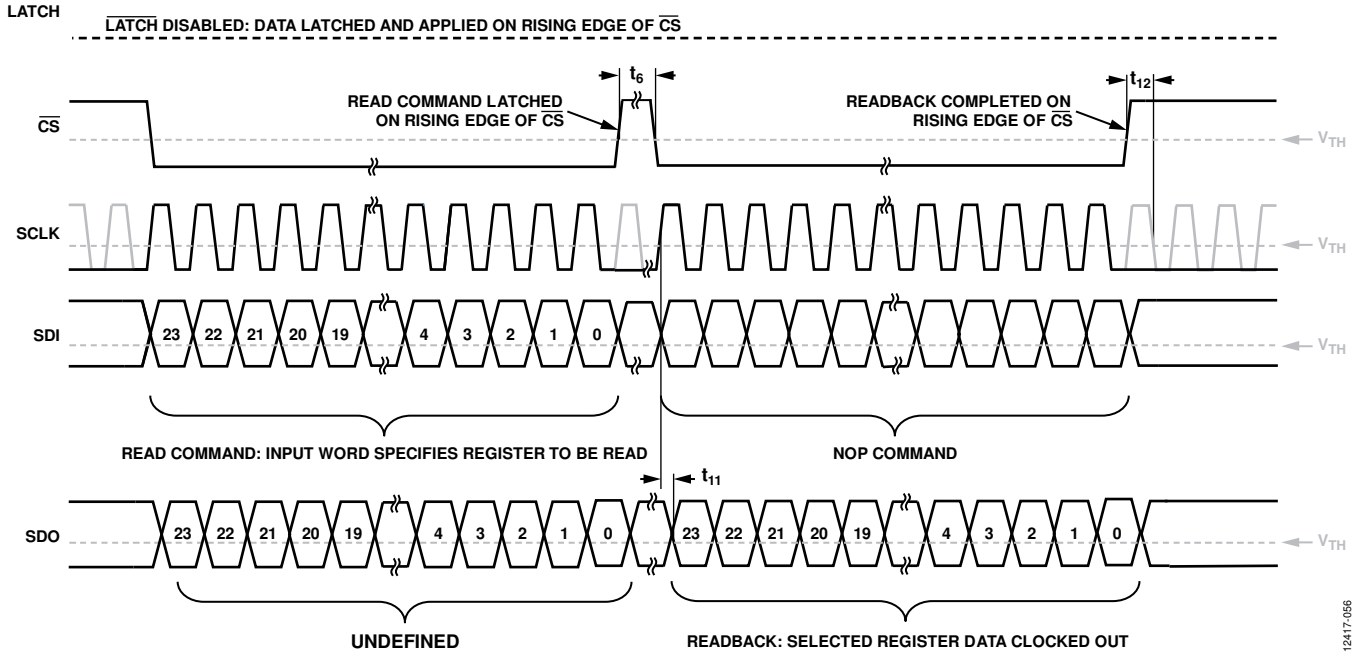 LATCH
LATCH DISABLED: DATA LATCHED AND APPLIED ON RISING EDGE OF CS
t6
t12
READ COMMAND LATCHED
ON RISING EDGE OF CS
READBACK COMPLETED ON
RISING EDGE OF CS
CS
VTH
SCLK
VTH
SDI
23 22 21 20 19 4 3 2 1 0
VTH
READ COMMAND: INPUT WORD SPECIFIES REGISTER TO BE READ
NOP COMMAND
t11
SDO
23 22 21 20 19 4 3 2 1 0 23 22 21 20 19 4 3 2 1 0
VTH
UNDEFINED
READBACK: SELECTED REGISTER DATA CLOCKED OUT
12417-056